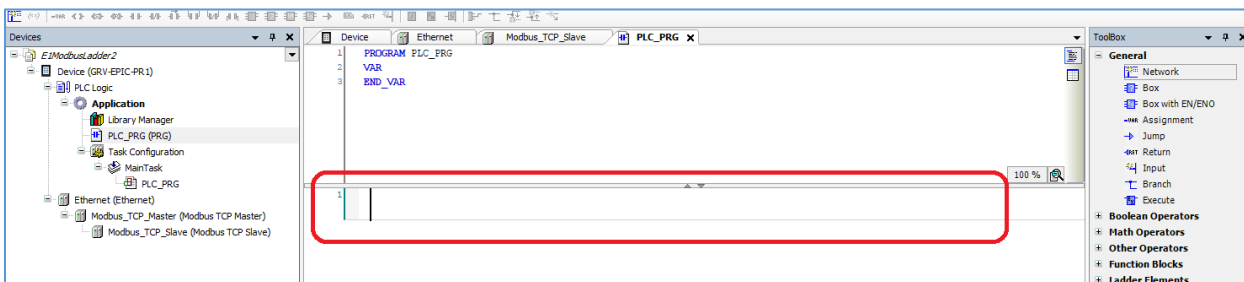 Devices
E1ModbusLadder2
Device (GRV-EPIC-PR1)
PLC Logic
Application
Library Manager
PLC_PRG (PRG)
Task Configuration
MainTask
PLC_PRG
Ethernet (Ethernet)
Modbus_TCP_Master (Modbus TCP Master)
Modbus_TCP_Slave (Modbus TCP Slave)
Device Ethernet Modbus_TCP_Slave PLC_PRG X
1 PROGRAM PLC_PRG
2 VAR
3 END_VAR
100 %
1
ToolBox
General
Network
Box
Box with EN/ENO
Assignment
Jump
Return
Input
Branch
Execute
Boolean Operators
Math Operators
Other Operators
Function Blocks
Ladder Elements